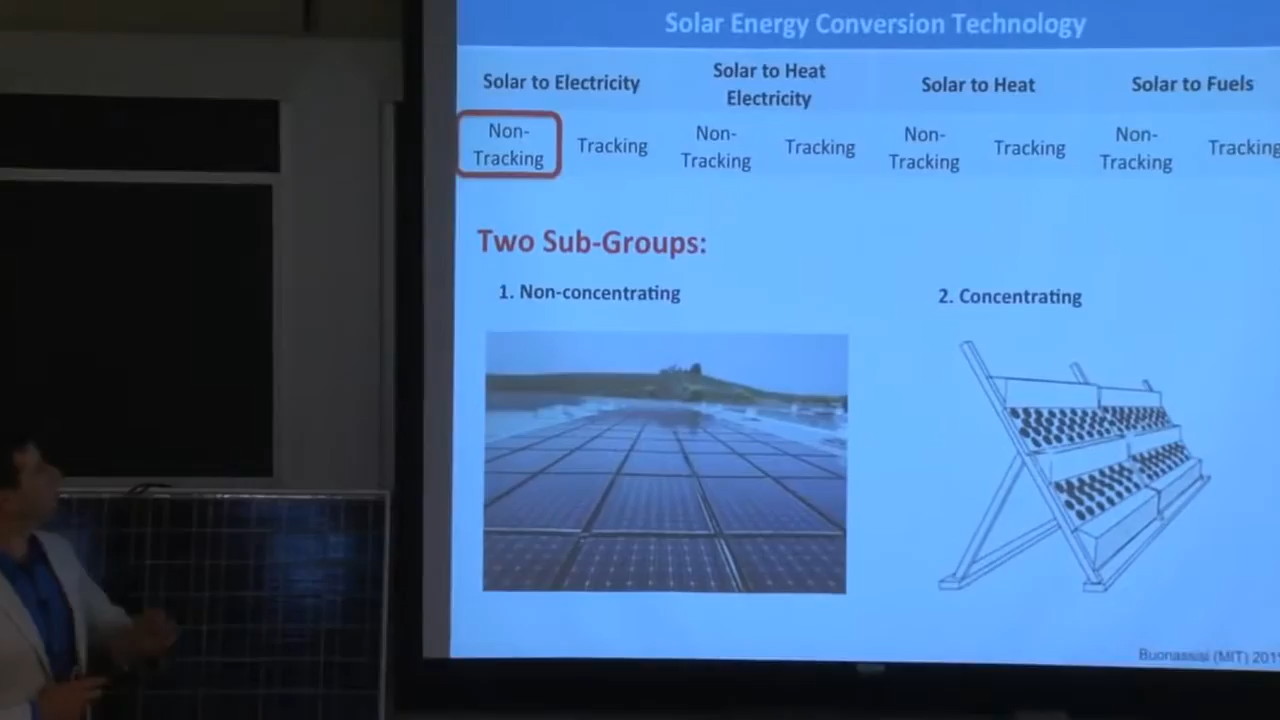 Solar Energy Conversion Technology
Solar to Electricity
Solar to Heat
Electricity
Solar to Heat
Solar to Fuels
Non-
Tracking
Tracking
Non-
Tracking
Tracking
Non-
Tracking
Tracking
Non-
Tracking
Tracking
Two Sub-Groups:
1. Non-concentrating
2. Concentrating
Buonassisi (MIT) 2011